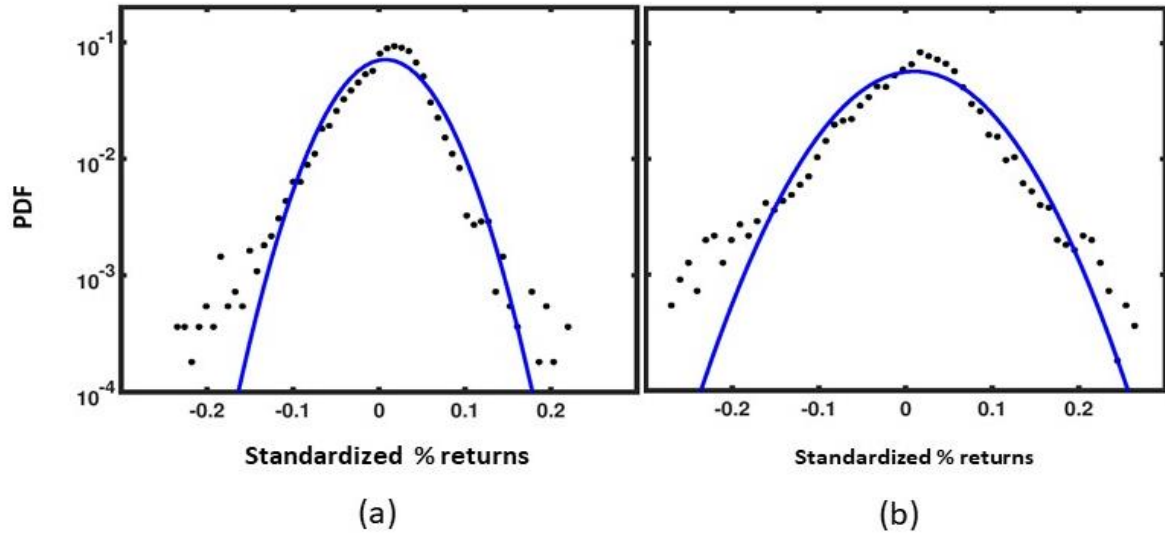 PDF
10^-1
10^-2
10^-3
10^-4
-0.2 -0.1 0 0.1 0.2
-0.2 -0.1 0 0.1 0.2
Standardized % returns
Standardized % returns
(a)
(b)